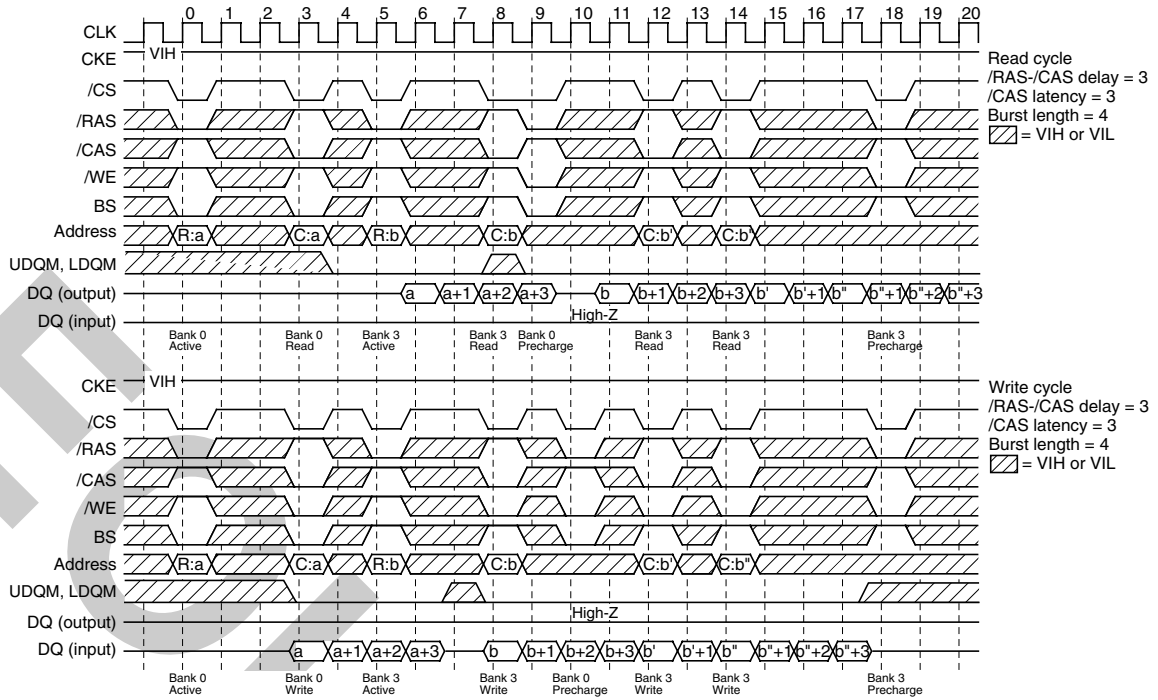 0 1 2 3 4 5 6 7 8 9 10 11 12 13 14 15 16 17 18 19 20
CLK
CKE VIH
/CS
/RAS
/CAS
/WE
BS
Address R:a C:a R:b C:b C:b' C:b'
UDQM, LDQM
DQ (output) a a+1 a+2 a+3 b b+1 b+2 b+3 b' b'+1 b" b"+1 b"+2 b"+3
High-Z
DQ (input)
Bank 0 Active
Bank 0 Read
Bank 3 Active
Bank 3 Read
Bank 0 Precharge
Bank 3 Read
Bank 3 Read
Bank 3 Precharge
Read cycle
/RAS-/CAS delay = 3
/CAS latency = 3
Burst length = 4
= VIH or VIL
CKE VIH
/CS
/RAS
/CAS
/WE
BS
Address R:a C:a R:b C:b C:b' C:b"
UDQM, LDQM
High-Z
DQ (output)
DQ (input) a a+1 a+2 a+3 b b+1 b+2 b+3 b' b'+1 b" b"+1 b"+2 b"+3
Bank 0 Active
Bank 0 Write
Bank 3 Active
Bank 3 Write
Bank 0 Precharge
Bank 3 Write
Bank 3 Write
Bank 3 Precharge
Write cycle
/RAS-/CAS delay = 3
/CAS latency = 3
Burst length = 4
= VIH or VIL